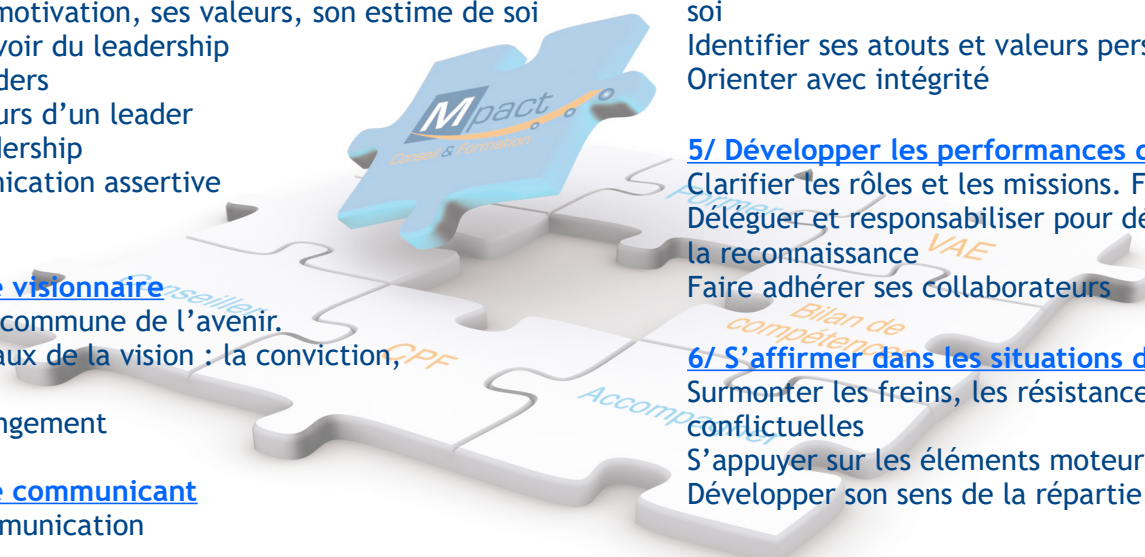 motivation, ses valeurs, son estime de soi
voir du leadership
ders
urs d’un leader
dership
nication assertive
e visionnaire
commune de l’avenir.
aux de la vision : la conviction,
ngement
e communicant
mmunication
soi
Identifier ses atouts et valeurs pers
Orienter avec intégrité
5/ Développer les performances
Clarifier les rôles et les missions. F
Déléguer et responsabiliser pour dé
la reconnaissance
Faire adhérer ses collaborateurs
6/ S’affirmer dans les situations d
Surmonter les freins, les résistance
conflictuelles
S’appuyer sur les éléments moteur
Développer son sens de la répartie
Mpact
Conseil & Formation
Former
VAE
Conseiller
Bilan de
compétences
CPF
Accompagner